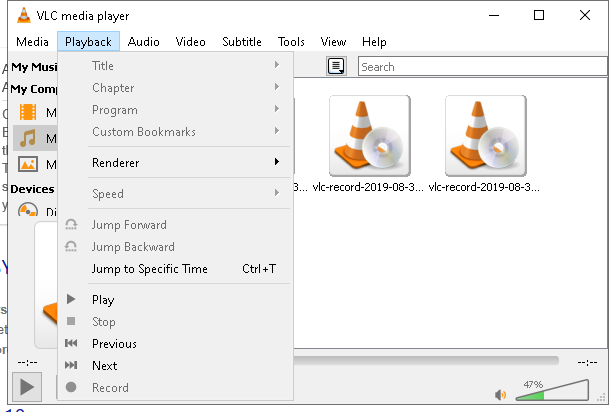 VLC media player
Media Playback Audio Video Subtitle Tools View Help
My Musi
Search
Title
Chapter
Program
Custom Bookmarks
Renderer
Speed
Jump Forward
Jump Backward
Jump to Specific Time Ctrl+T
Play
Stop
Previous
Next
Record
My Comp
M
M
M
Devices
Di
3... vlc-record-2019-08-3... vlc-record-2019-08-3...
--:-- --:--
47%